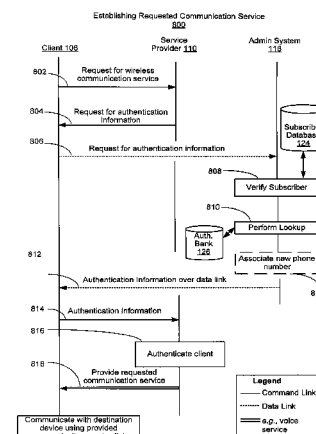 Establishing Requested Communication Service
800
Client 106
Service
Provider 110
Admin System
118
802
Request for wireless
communication service
804
Request for authentication
information
806
Request for authentication information
Subscribe
Database
124
808
Verify Subscriber
810
Perform Lookup
Auth.
Bank
126
Associate new phone
number
8
812
Authentication Information over data link
814
Authentication information
816
Authenticate client
818
Provide requested
communication service
Legend
Command Link
Data Link
e.g., voice
service
Communicate with destination
device using provided